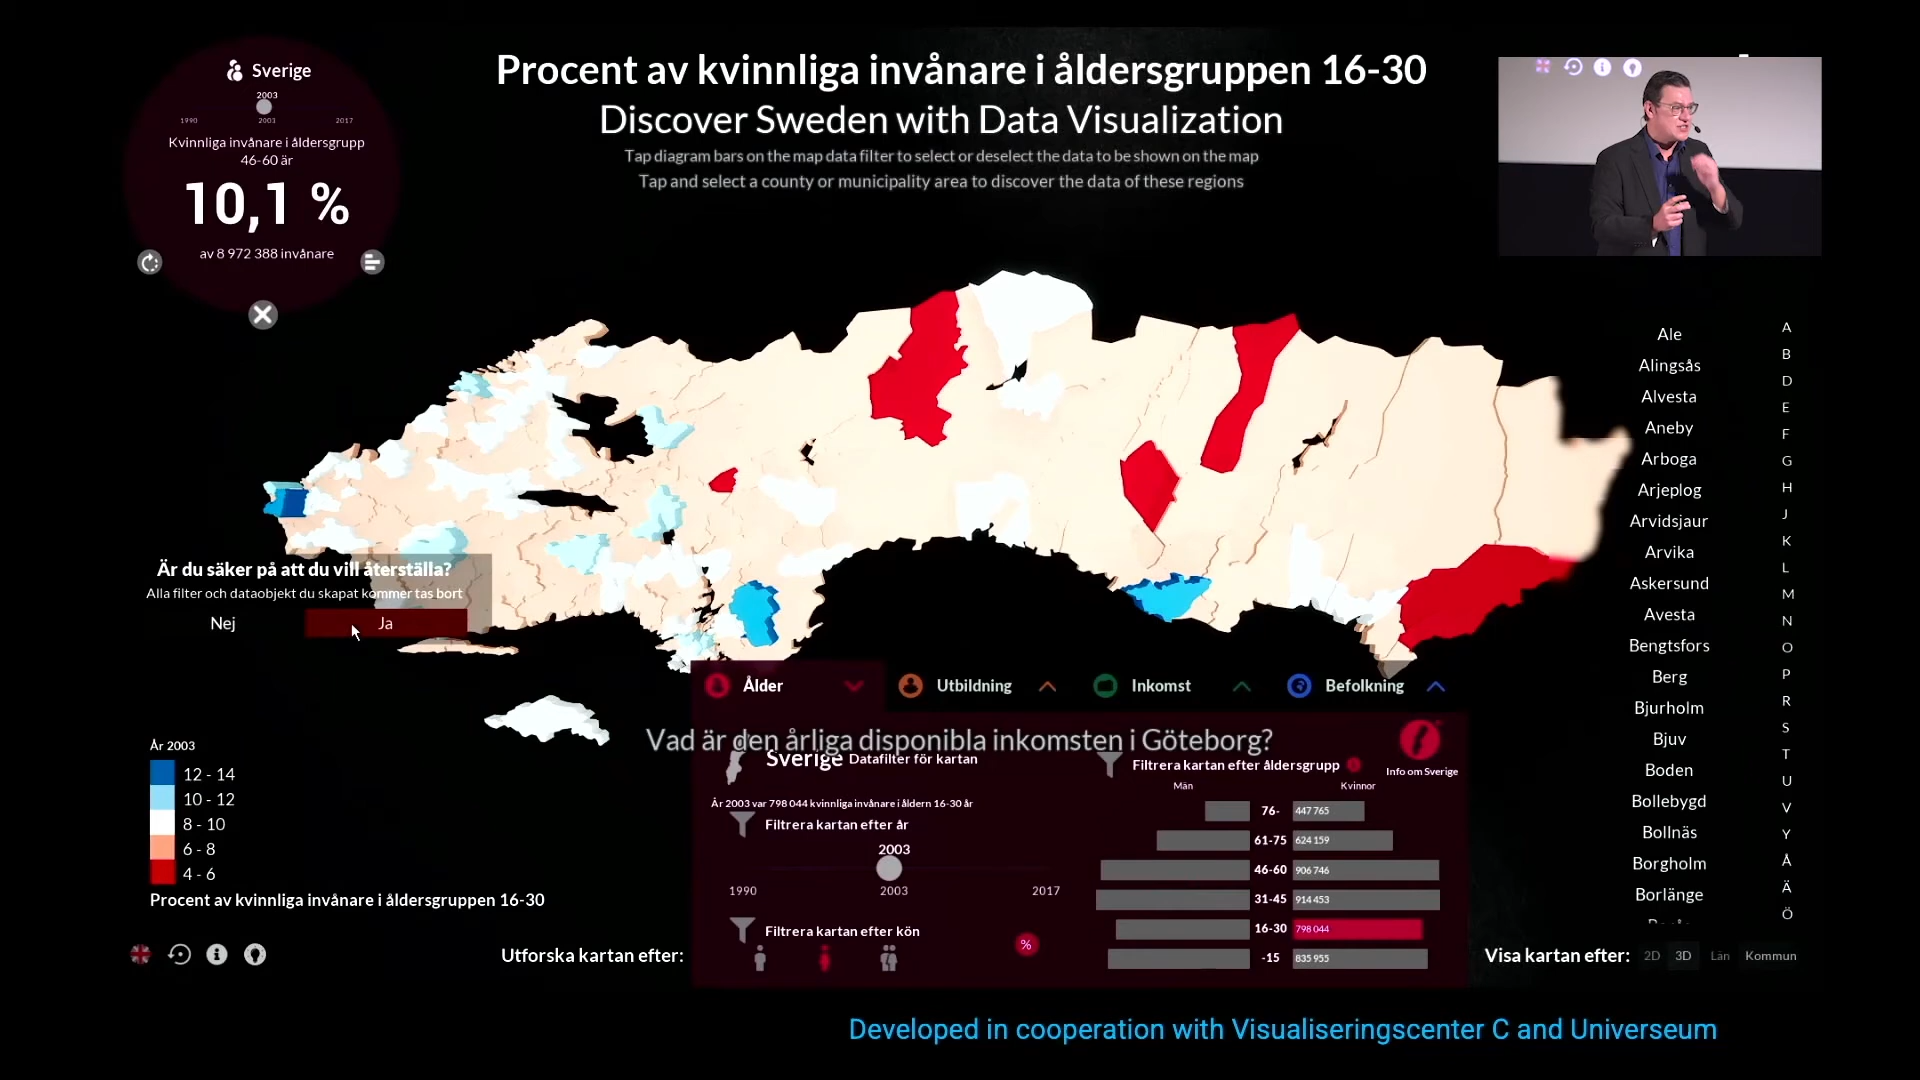 Sverige
2003
1990
2003
2017
Kvinnliga invånare i åldersgrupp
46-60 är
10,1 %
av 8 972 388 invånare
Procent av kvinnliga invånare i åldersgruppen 16-30
Discover Sweden with Data Visualization
Tap diagram bars on the map data filter to select or deselect the data to be shown on the map
Tap and select a county or municipality area to discover the data of these regions
Ale
Alingsås
Alvesta
Aneby
Arboga
Arjeplog
Arvidsjaur
Arvika
Askersund
Avesta
Bengtsfors
Berg
Bjurholm
Bjuv
Boden
Bollebygd
Bollnäs
Borgholm
Borlänge
A
B
D
E
F
G
H
J
K
L
M
N
O
P
R
S
T
U
V
Y
Å
Ä
Ö
Är du säker på att du vill återställa?
Alla filter och dataobjekt du skapat kommer tas bort
Nej
Ja
Ålder
Utbildning
Inkomst
Befolkning
Vad är den årliga disponibla inkomsten i Göteborg?
Sverige Datafilter för kartan
År 2003 var 798 044 kvinnliga invånare i åldern 16-30 år
Filtrera kartan efter år
2003
1990
2003
2017
Filtrera kartan efter kön
%
Filtrera kartan efter åldersgrupp
Info om Sverige
Män
Kvinnor
76-
447 765
61-75
624 159
46-60
906 746
31-45
914 453
16-30
798 044
-15
835 955
År 2003
12 - 14
10 - 12
8 - 10
6 - 8
4 - 6
Procent av kvinnliga invånare i åldersgruppen 16-30
Utforska kartan efter:
Visa kartan efter:
2D
3D
Län
Kommun
Developed in cooperation with Visualiseringscenter C and Universeum